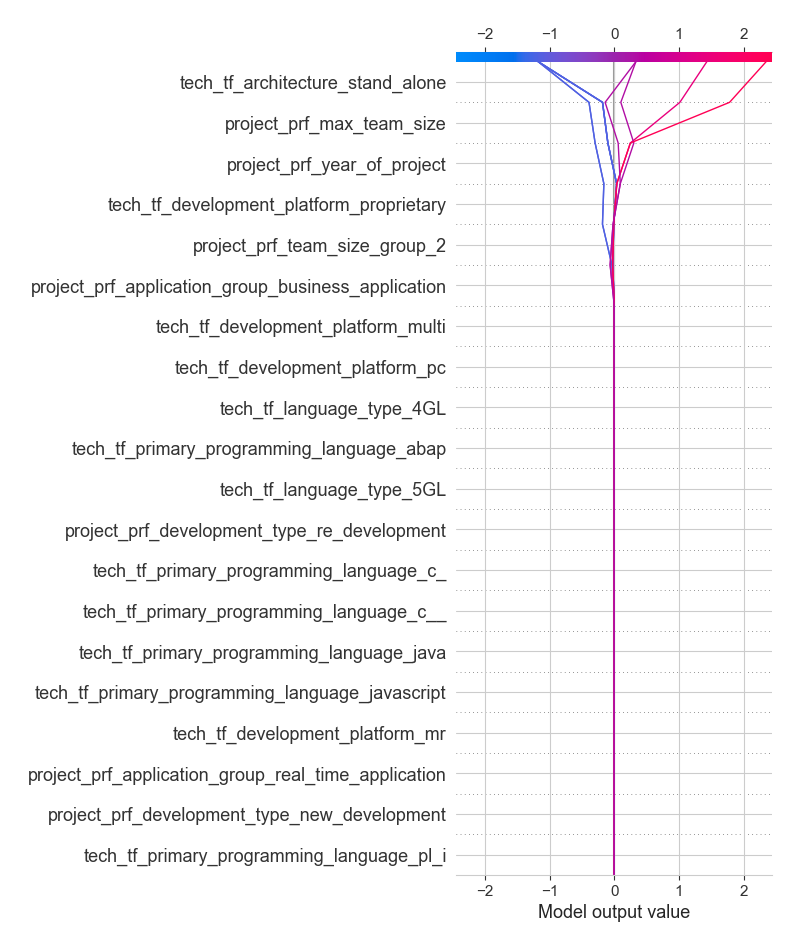 −2 −1 0 1 2
tech_tf_architecture_stand_alone
project_prf_max_team_size
project_prf_year_of_project
tech_tf_development_platform_proprietary
project_prf_team_size_group_2
project_prf_application_group_business_application
tech_tf_development_platform_multi
tech_tf_development_platform_pc
tech_tf_language_type_4GL
tech_tf_primary_programming_language_abap
tech_tf_language_type_5GL
project_prf_development_type_re_development
tech_tf_primary_programming_language_c_
tech_tf_primary_programming_language_c__
tech_tf_primary_programming_language_java
tech_tf_primary_programming_language_javascript
tech_tf_development_platform_mr
project_prf_application_group_real_time_application
project_prf_development_type_new_development
tech_tf_primary_programming_language_pl_i
−2 −1 0 1 2
Model output value